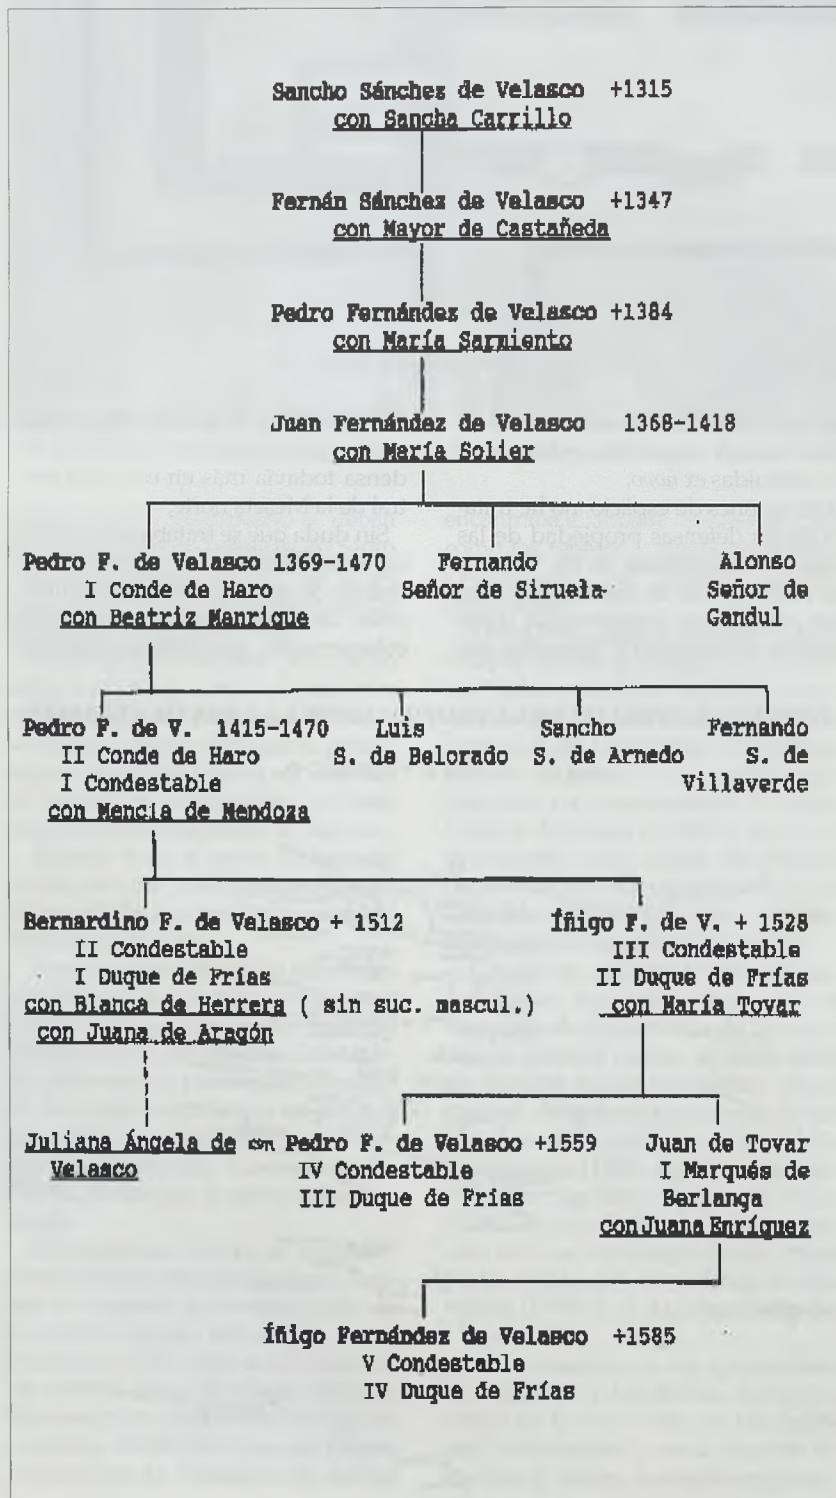 Sancho Sánchez de Velasco +1315
con Sancha Carrillo
Fernán Sánchez de Velasco +1347
con Mayor de Castañeda
Pedro Fernández de Velasco +1384
con María Sarmiento
Juan Fernández de Velasco 1368-1418
con María Solier
Pedro F. de Velasco 1369-1470 Fernando Alonso
I Conde de Haro Señor de Siruela Señor de
con Beatriz Manrique Gandul
Pedro F. de V. 1415-1470 Luis Sancho Fernando
II Conde de Haro S. de Belorado S. de Arnedo S. de
I Condestable Villaverde
con Mencía de Mendoza
Bernardino F. de Velasco + 1512 Íñigo F. de V. + 1528
II Condestable III Condestable
I Duque de Frías II Duque de Frías
con Blanca de Herrera ( sin suc. mascul.) con María Tovar
con Juana de Aragón
Juliana Ángela de con Pedro F. de Velasco +1559 Juan de Tovar
Velasco IV Condestable I Marqués de
III Duque de Frías Berlanga
con Juana Enríquez
Íñigo Fernández de Velasco +1585
V Condestable
IV Duque de Frías